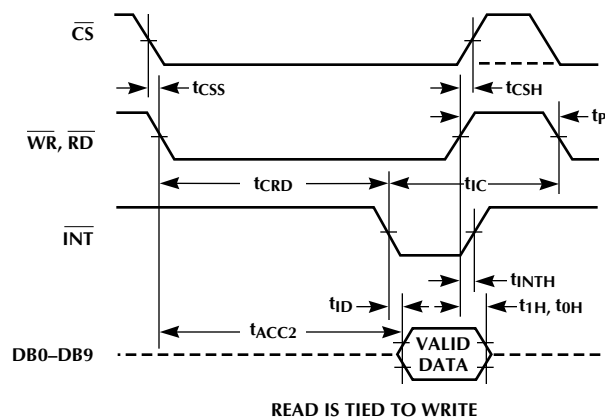 CS
tCSS
tCSH
WR, RD
tP
tCRD
tIC
INT
tINTH
tID
t1H, t0H
tACC2
DB0–DB9
VALID
DATA
READ IS TIED TO WRITE